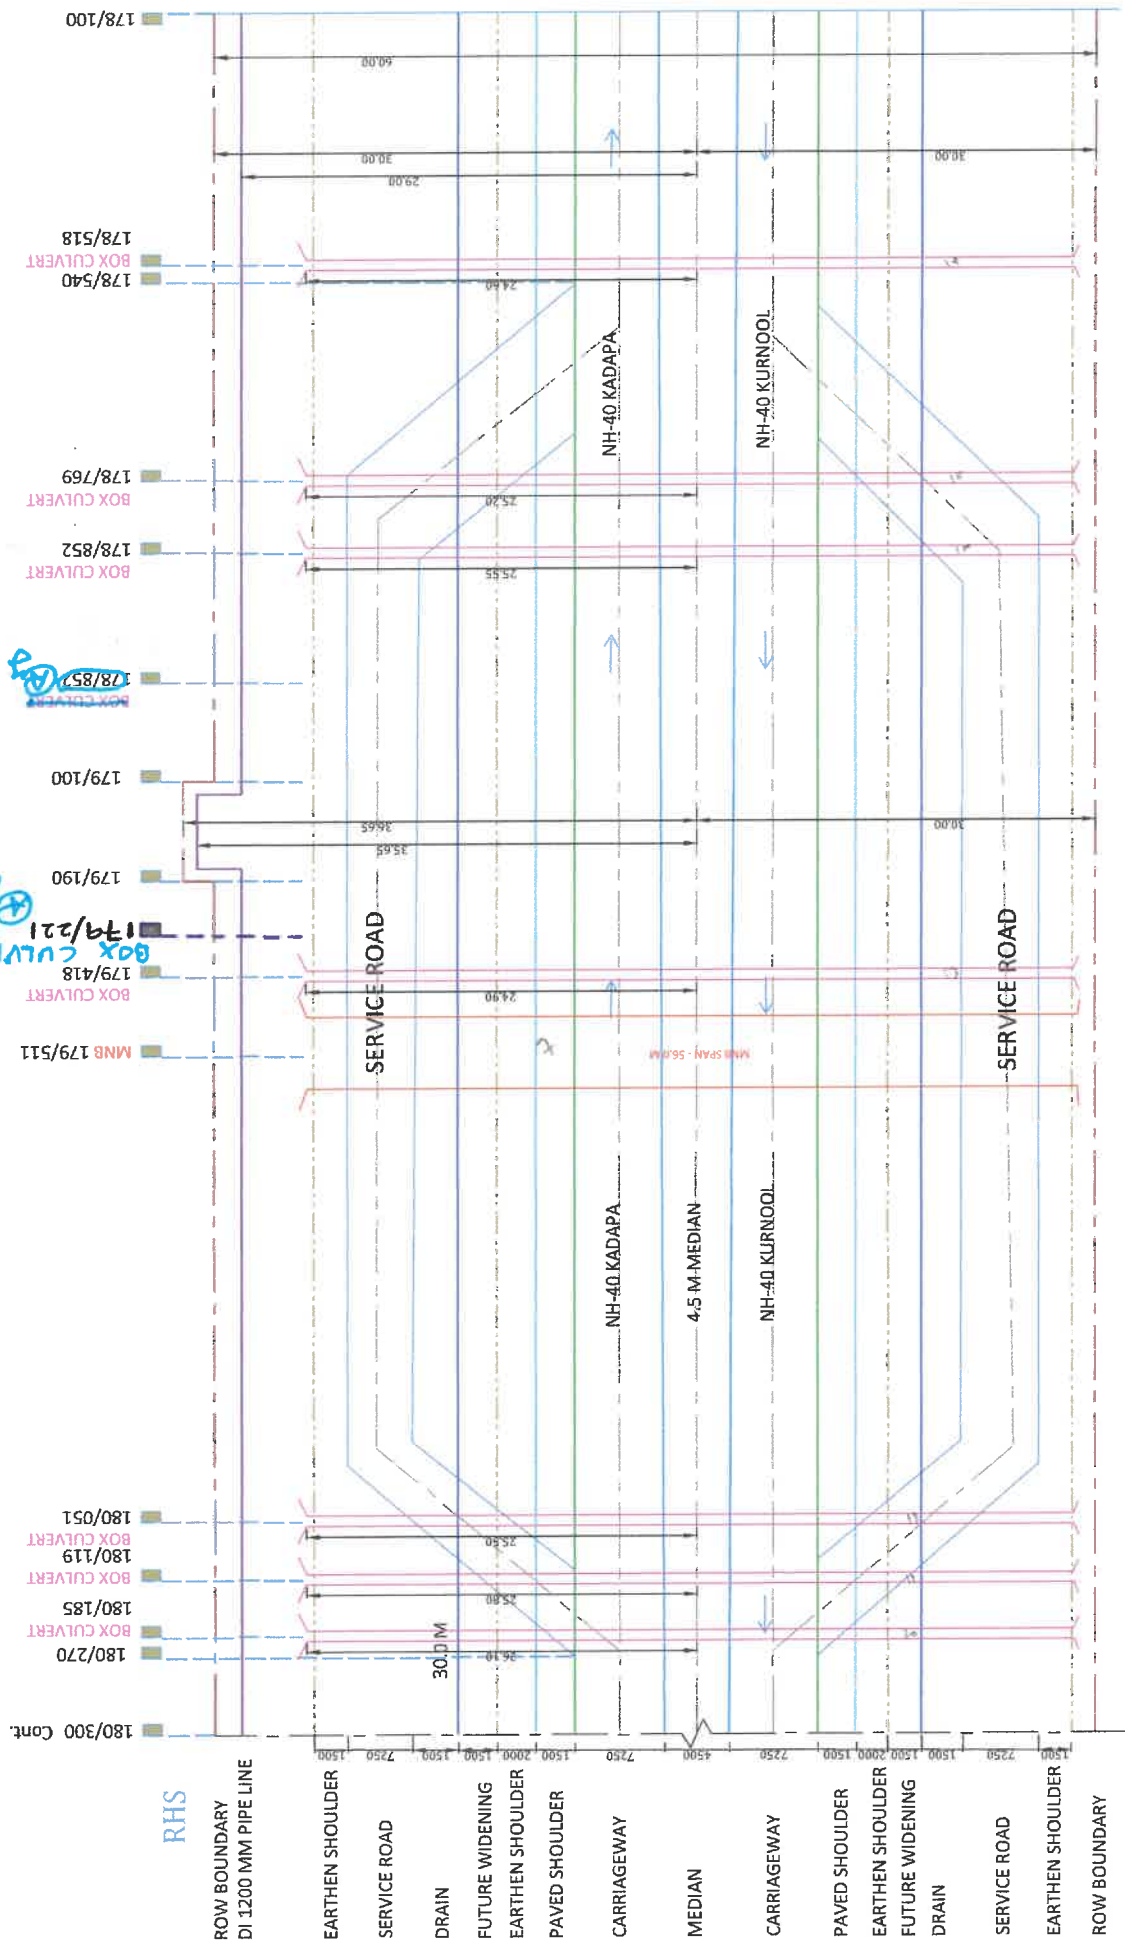 178/100
BOX CULVERT
178/518
178/540
BOX CULVERT
178/769
BOX CULVERT
178/852
BOX CULVERT
178/852
A
179/100
179/190
A
179/221
BOX CULV
BOX CULVERT
179/418
MNB 179/511
BOX CULVERT
180/051
BOX CULVERT
180/119
BOX CULVERT
180/185
180/270
180/300 Cont.
60.00
30.00
30.00
29.00
24.60
25.20
25.55
36.65
35.65
30.00
24.90
25.50
25.80
26.10
NH-40 KADAPA
NH-40 KURNOOL
SERVICE ROAD
SERVICE ROAD
MNB SPAN - 56.0 M
NH-40 KADAPA
4.5 M MEDIAN
NH-40 KURNOOL
30.0 M
1500
7250
1500
1500
2000
1500
7250
4500
7250
1500
2000
1500
1500
7250
1500
RHS
ROW BOUNDARY
DI 1200 MM PIPE LINE
EARTHEN SHOULDER
SERVICE ROAD
DRAIN
FUTURE WIDENING
EARTHEN SHOULDER
PAVED SHOULDER
CARRIAGEWAY
MEDIAN
CARRIAGEWAY
PAVED SHOULDER
EARTHEN SHOULDER
FUTURE WIDENING
DRAIN
SERVICE ROAD
EARTHEN SHOULDER
ROW BOUNDARY